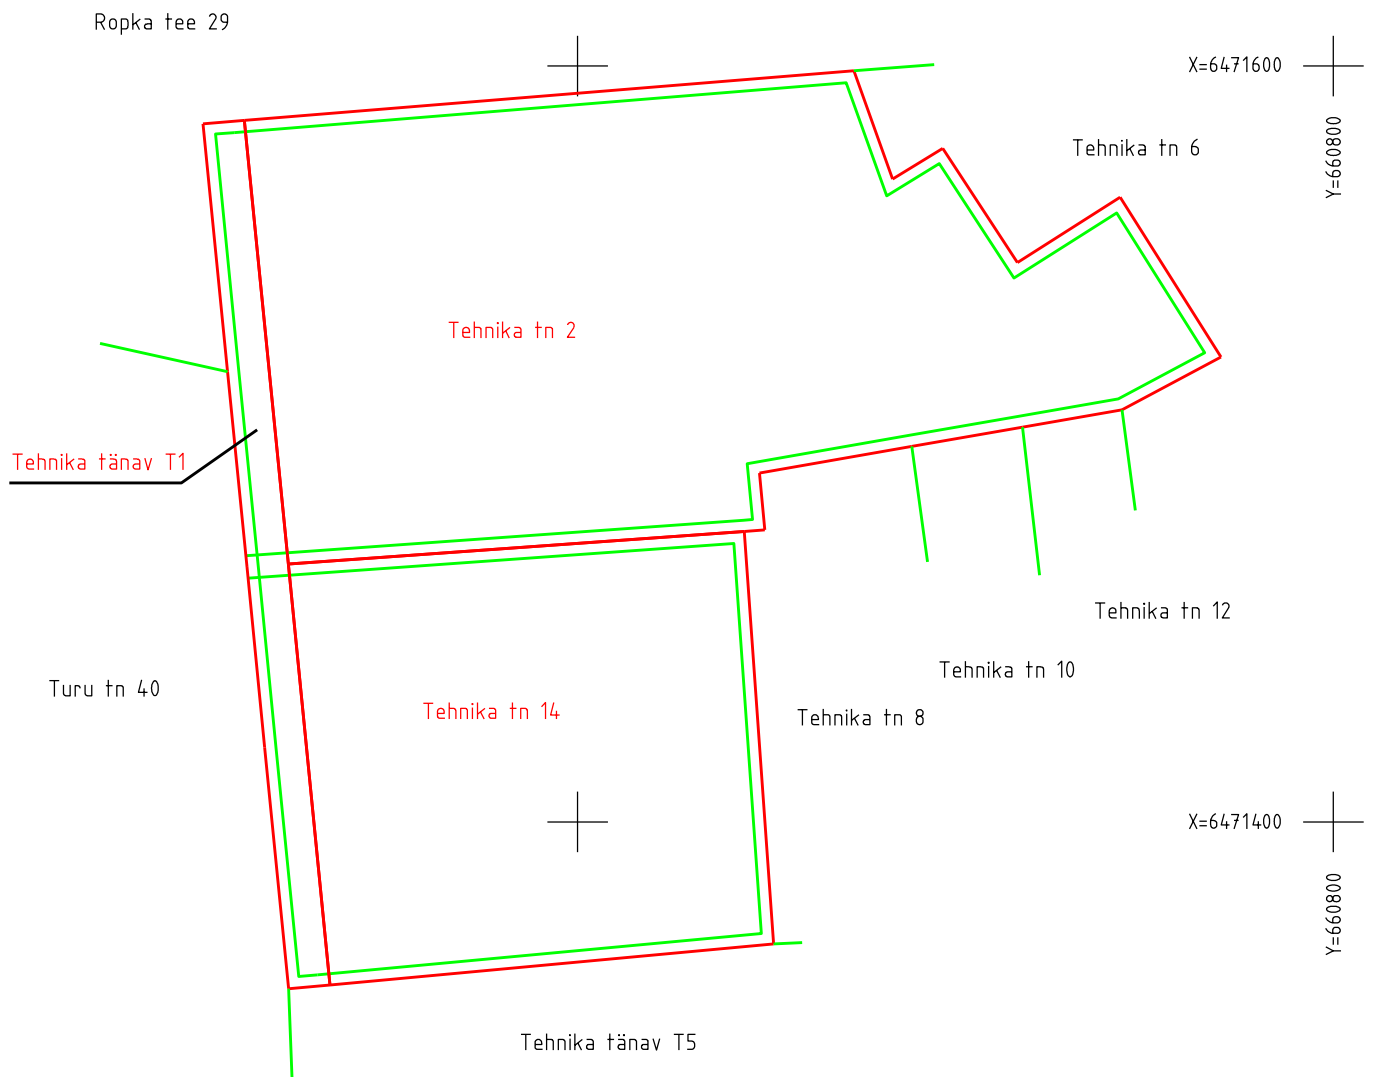 Ropka tee 29
X=6471600
Y=660800
Tehnika tn 6
Tehnika tn 2
Tehnika tänav T1
Tehnika tn 12
Tehnika tn 10
Turu tn 40
Tehnika tn 14
Tehnika tn 8
X=6471400
Y=660800
Tehnika tänav T5